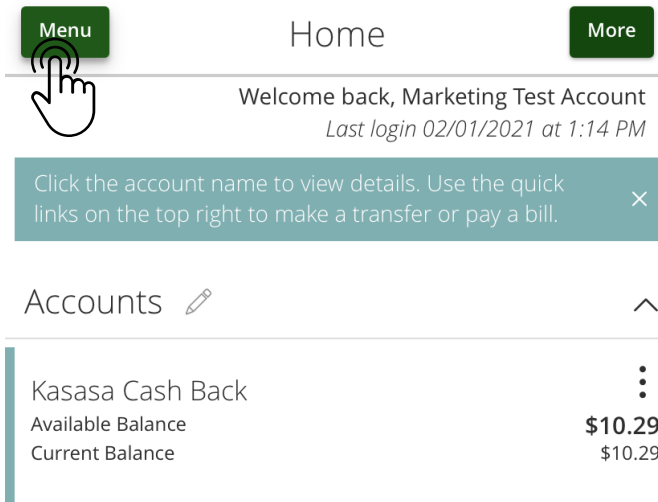 Menu
Home
More
Welcome back, Marketing Test Account
Last login 02/01/2021 at 1:14 PM
Click the account name to view details. Use the quick
links on the top right to make a transfer or pay a bill.
Accounts
Kasasa Cash Back
Available Balance $10.29
Current Balance $10.29